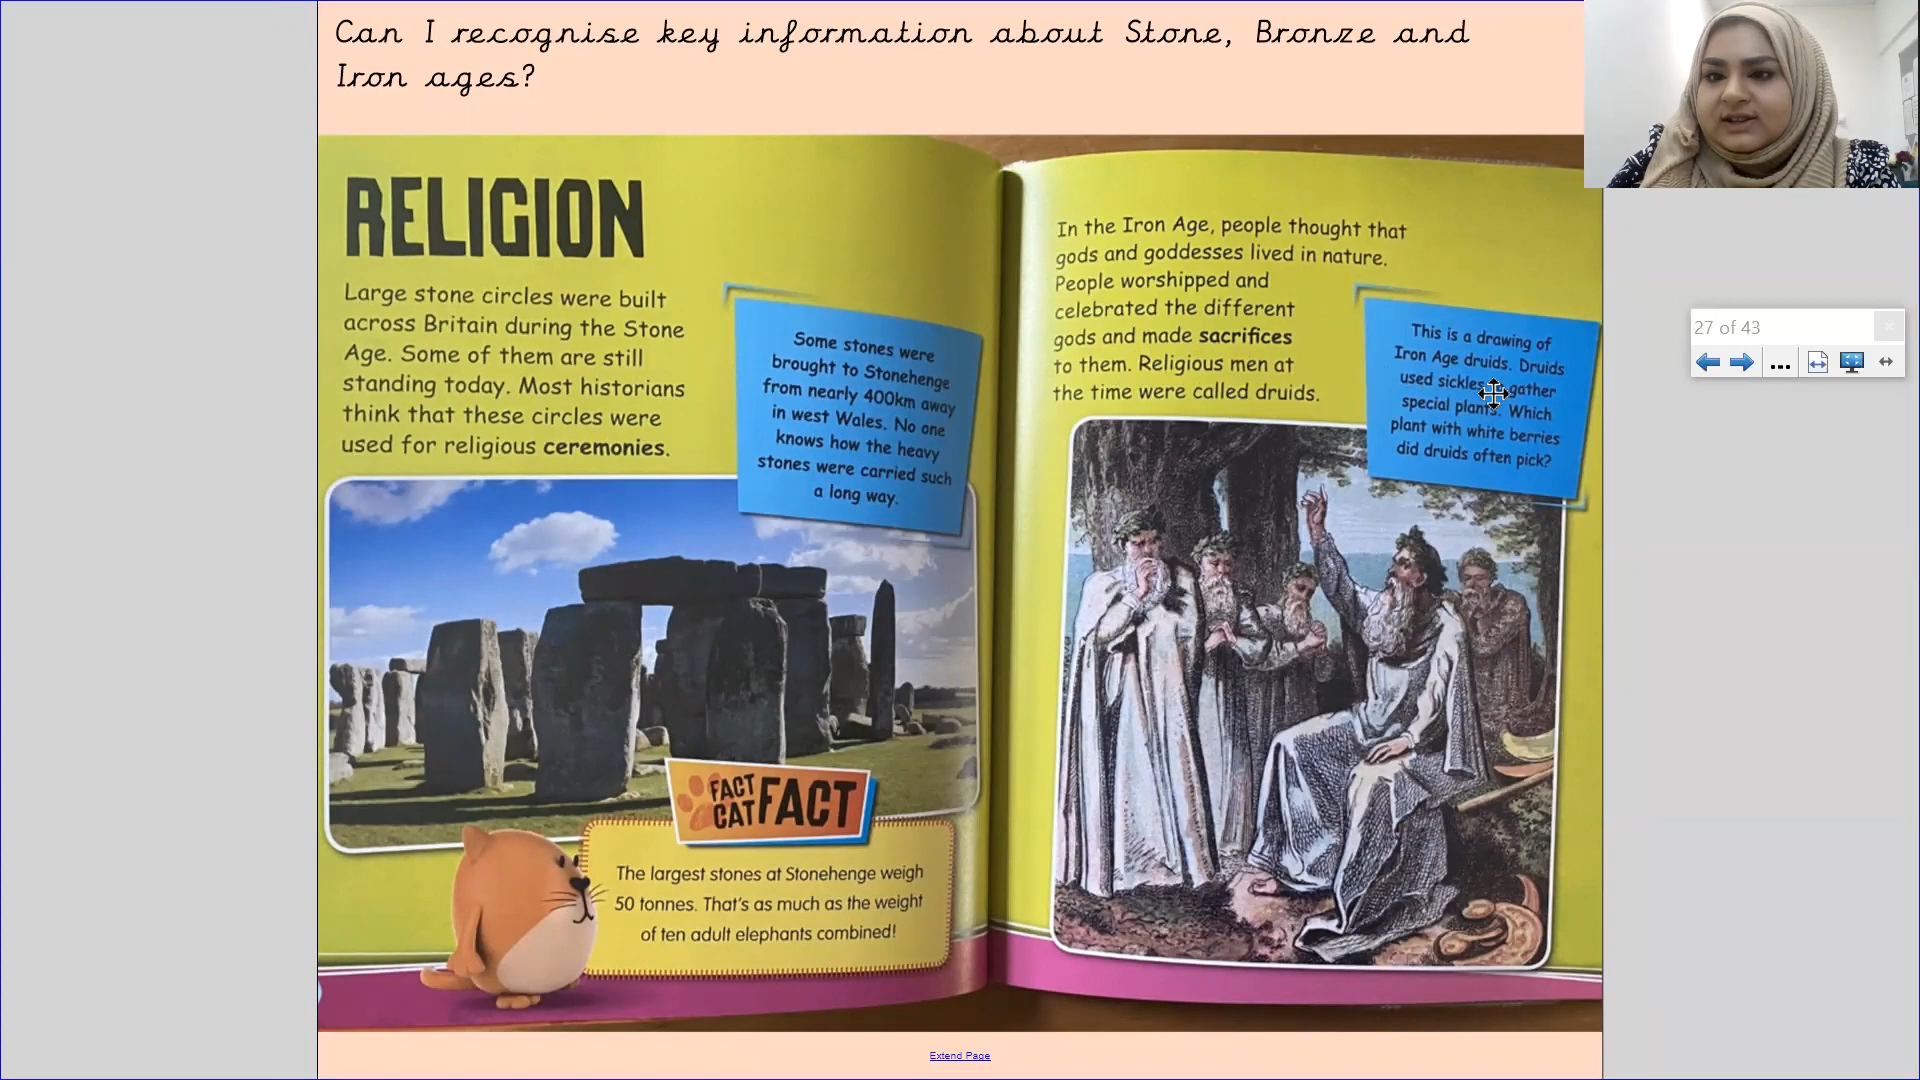 Can I recognise key information about Stone, Bronze and
Iron ages?
RELIGION
Large stone circles were built
across Britain during the Stone
Age. Some of them are still
standing today. Most historians
think that these circles were
used for religious ceremonies.
Some stones were
brought to Stonehenge
from nearly 400km away
in west Wales. No one
knows how the heavy
stones were carried such
a long way.
FACT
CAT FACT
The largest stones at Stonehenge weigh
50 tonnes. That's as much as the weight
of ten adult elephants combined!
In the Iron Age, people thought that
gods and goddesses lived in nature.
People worshipped and
celebrated the different
gods and made sacrifices
to them. Religious men at
the time were called druids.
This is a drawing of
Iron Age druids. Druids
used sickles gather
special plants. Which
plant with white berries
did druids often pick?
27 of 43
...
Extend Page